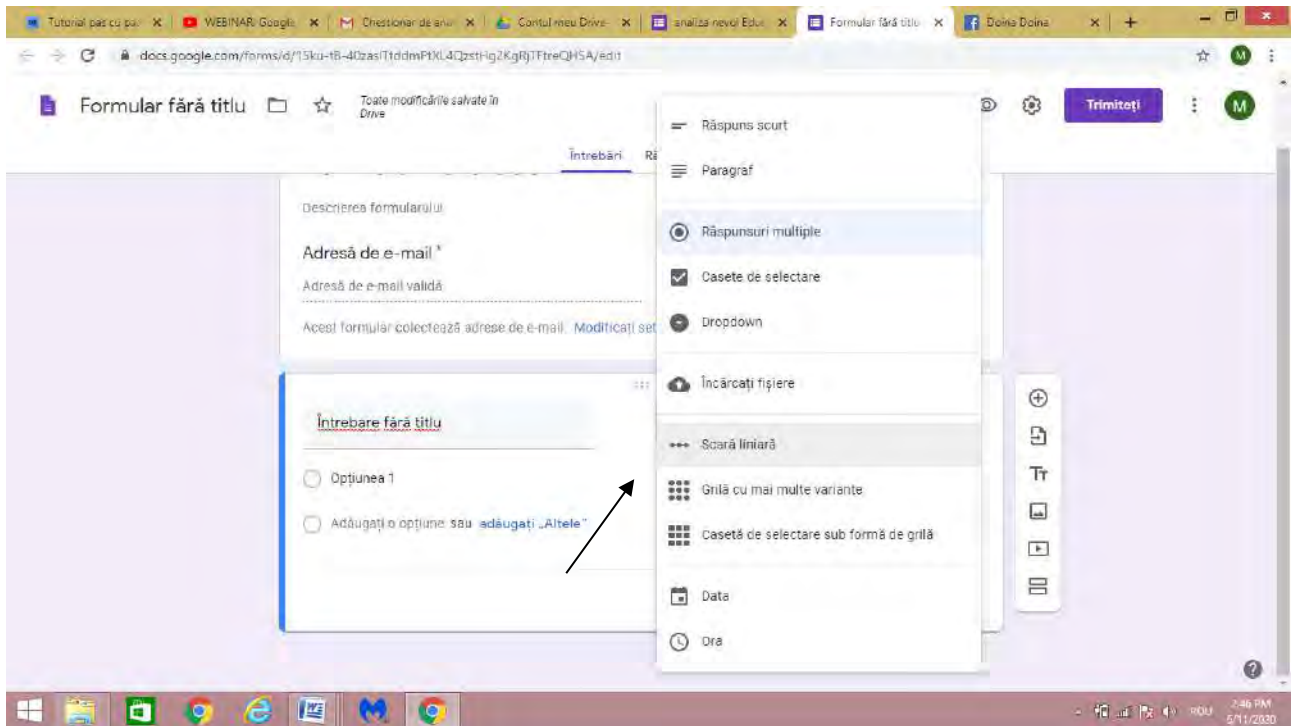 Tutorial pas cu pa
WEBINAR: Google
Chestionar de ana
Contul meu Drive
analiza nevoi Educ
Formular fără titlu
Doina Doina
docs.google.com/forms/d/
/edit
M
Formular fără titlu
Toate modificările salvate în
Drive
Trimiteți
M
Întrebări
Descrierea formularului
Adresă de e-mail *
Adresă de e-mail validă
Acest formular colectează adrese de e-mail. Modificați set
Întrebare fără titlu
Opțiunea 1
Adăugați o opțiune sau adăugați „Altele"
Răspuns scurt
Paragraf
Răspunsuri multiple
Casete de selectare
Dropdown
Încărcați fișiere
Scară liniară
Grilă cu mai multe variante
Casetă de selectare sub formă de grilă
Data
Ora
Tт
ROU
2:46 PM
5/11/2020